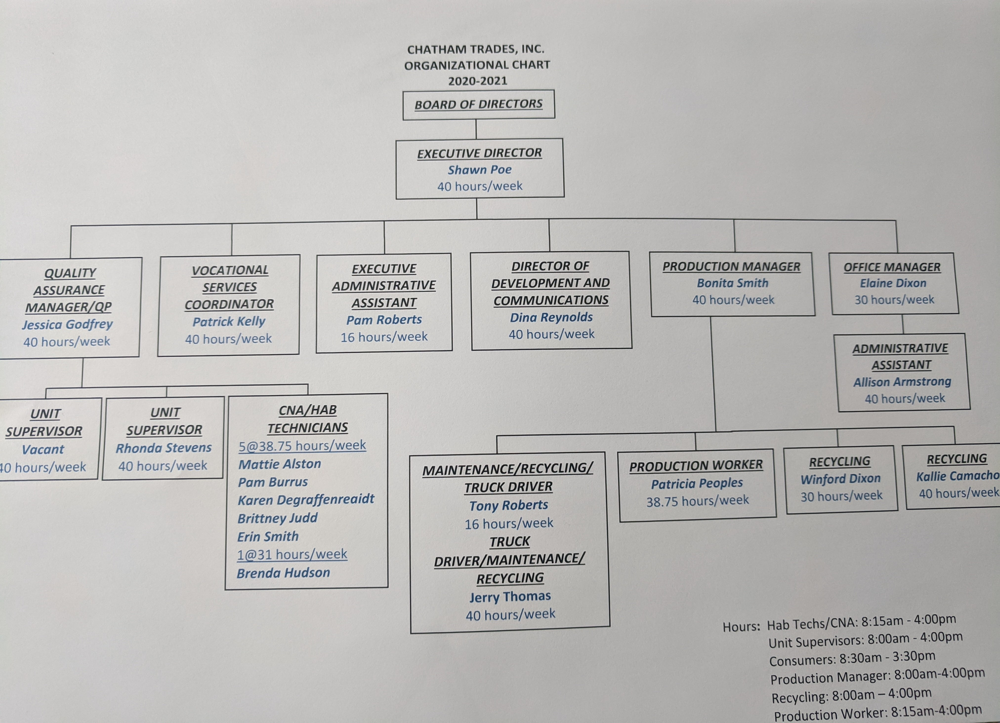 CHATHAM TRADES, INC.
ORGANIZATIONAL CHART
2020-2021
BOARD OF DIRECTORS
EXECUTIVE DIRECTOR
Shawn Poe
40 hours/week
QUALITY
ASSURANCE
MANAGER/QP
Jessica Godfrey
40 hours/week
VOCATIONAL
SERVICES
COORDINATOR
Patrick Kelly
40 hours/week
EXECUTIVE
ADMINISTRATIVE
ASSISTANT
Pam Roberts
16 hours/week
DIRECTOR OF
DEVELOPMENT AND
COMMUNICATIONS
Dina Reynolds
40 hours/week
PRODUCTION MANAGER
Bonita Smith
40 hours/week
OFFICE MANAGER
Elaine Dixon
30 hours/week
ADMINISTRATIVE
ASSISTANT
Allison Armstrong
40 hours/week
UNIT
SUPERVISOR
Vacant
40 hours/week
UNIT
SUPERVISOR
Rhonda Stevens
40 hours/week
CNA/HAB
TECHNICIANS
5@38.75 hours/week
Mattie Alston
Pam Burrus
Karen Degraffenreaidt
Brittney Judd
Erin Smith
1@31 hours/week
Brenda Hudson
MAINTENANCE/RECYCLING/
TRUCK DRIVER
Tony Roberts
16 hours/week
TRUCK
DRIVER/MAINTENANCE/
RECYCLING
Jerry Thomas
40 hours/week
PRODUCTION WORKER
Patricia Peoples
38.75 hours/week
RECYCLING
Winford Dixon
30 hours/week
RECYCLING
Kallie Camacho
40 hours/week
Hours: Hab Techs/CNA: 8:15am - 4:00pm
Unit Supervisors: 8:00am - 4:00pm
Consumers: 8:30am - 3:30pm
Production Manager: 8:00am-4:00pm
Recycling: 8:00am – 4:00pm
Production Worker: 8:15am-4:00pm